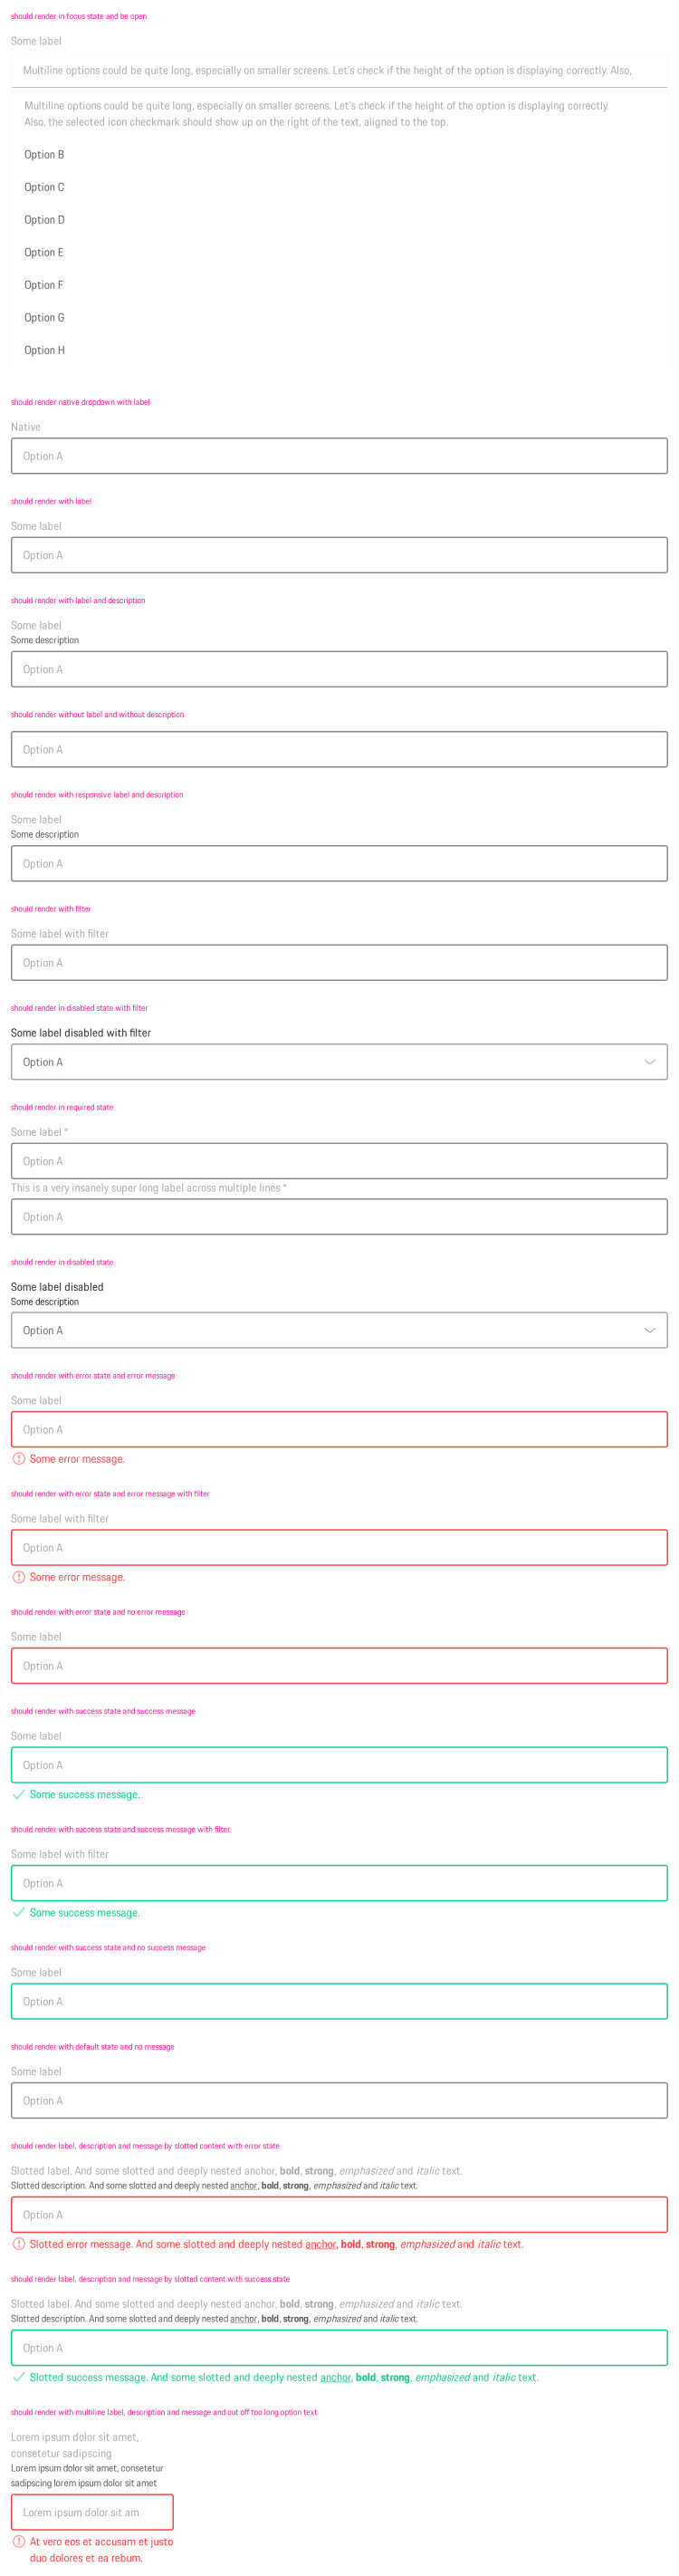 should render in focus state and be open
Some label
Multiline options could be quite long, especially on smaller screens. Let's check if the height of the option is displaying correctly. Also,
Multiline options could be quite long, especially on smaller screens. Let's check if the height of the option is displaying correctly.
Also, the selected icon checkmark should show up on the right of the text, aligned to the top.
Option B
Option C
Option D
Option E
Option F
Option G
Option H
should render native dropdown with label
Native
Option A
should render with label
Some label
Option A
should render with label and description
Some label
Some description
Option A
should render without label and without description
Option A
should render with responsive label and description
Some label
Some description
Option A
should render with filter
Some label with filter
Option A
should render in disabled state with filter
Some label disabled with filter
Option A
should render in required state
Some label *
Option A
This is a very insanely super long label across multiple lines *
Option A
should render in disabled state
Some label disabled
Some description
Option A
should render with error state and error message
Some label
Option A
Some error message.
should render with error state and error message with filter
Some label with filter
Option A
Some error message.
should render with error state and no error message
Some label
Option A
should render with success state and success message
Some label
Option A
Some success message.
should render with success state and success message with filter
Some label with filter
Option A
Some success message.
should render with success state and no success message
Some label
Option A
should render with default state and no message
Some label
Option A
should render label, description and message by slotted content with error state
Slotted label. And some slotted and deeply nested anchor, bold, strong, emphasized and italic text.
Slotted description. And some slotted and deeply nested anchor, bold, strong, emphasized and italic text.
Option A
Slotted error message. And some slotted and deeply nested anchor, bold, strong, emphasized and italic text.
should render label, description and message by slotted content with success state
Slotted label. And some slotted and deeply nested anchor, bold, strong, emphasized and italic text.
Slotted description. And some slotted and deeply nested anchor, bold, strong, emphasized and italic text.
Option A
Slotted success message. And some slotted and deeply nested anchor, bold, strong, emphasized and italic text.
should render with multiline label, description and message and cut off too long option text
Lorem ipsum dolor sit amet,
consetetur sadipscing
Lorem ipsum dolor sit amet, consetetur
sadipscing lorem ipsum dolor sit amet
Lorem ipsum dolor sit am
At vero eos et accusam et justo
duo dolores et ea rebum.